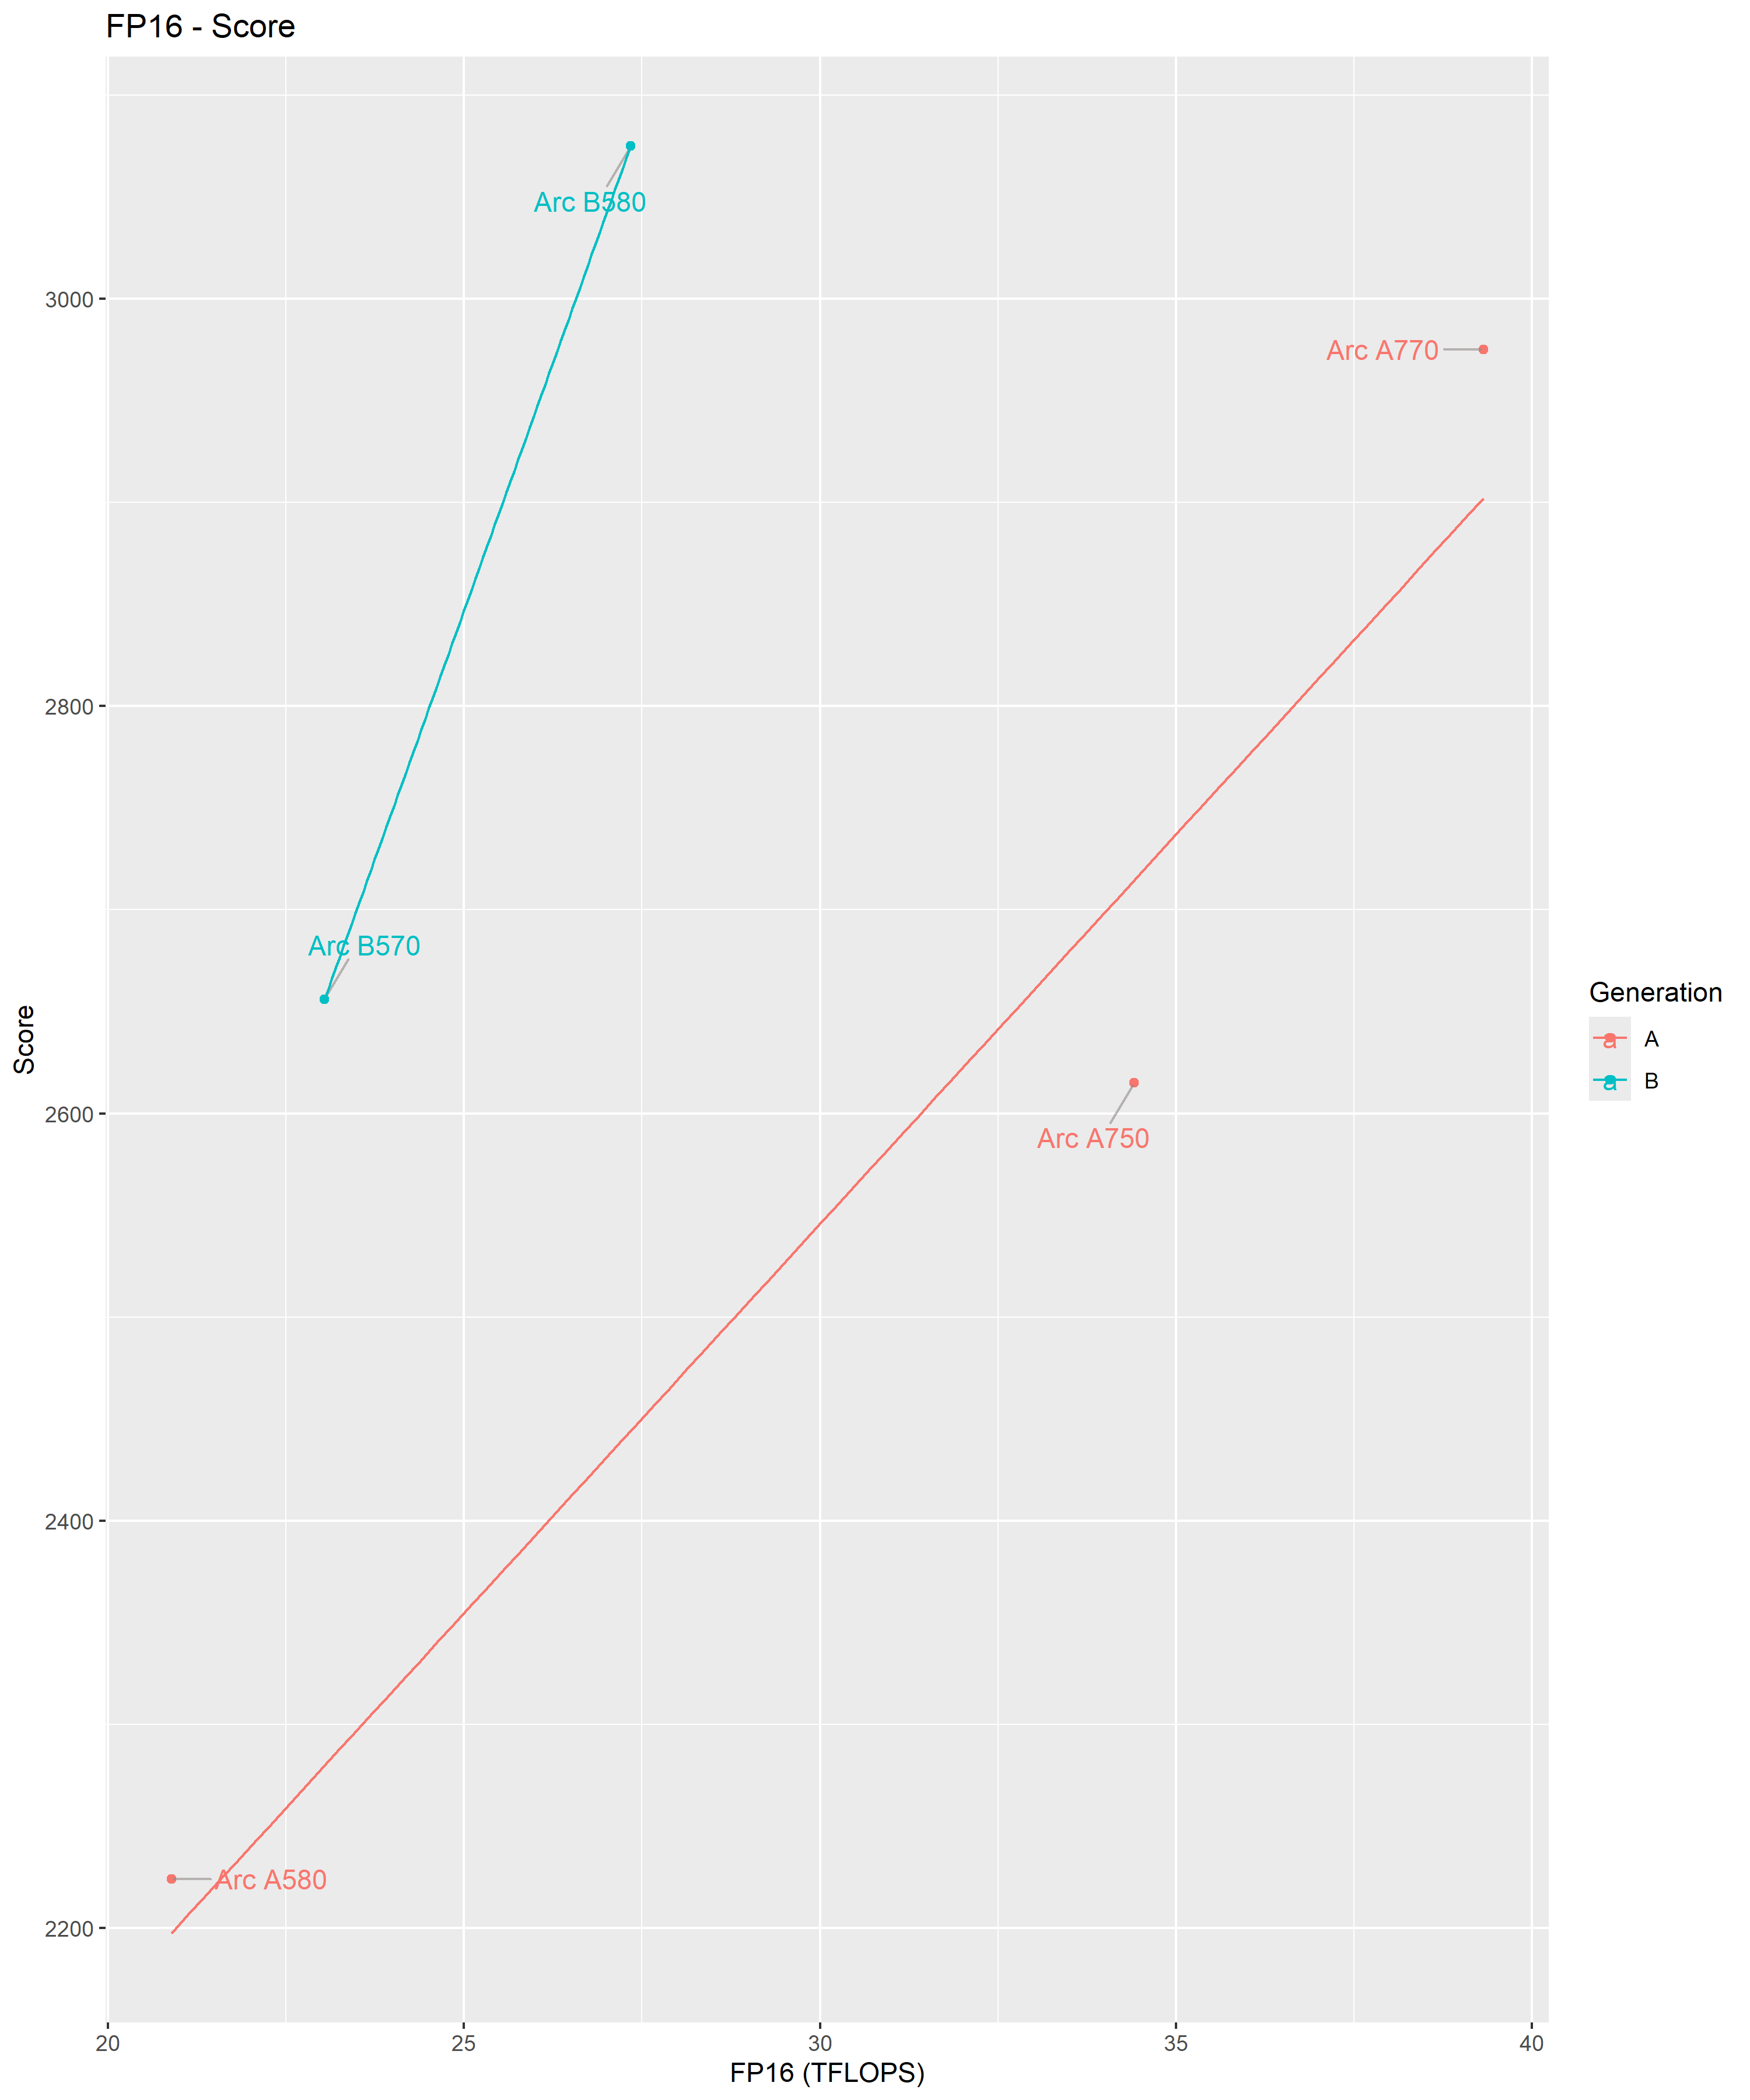 FP16 - Score
Score
3000
2800
2600
2400
2200
Arc B580
Arc A770
Arc B570
Arc A750
Arc A580
20
25
30
35
40
FP16 (TFLOPS)
Generation
a A
a B